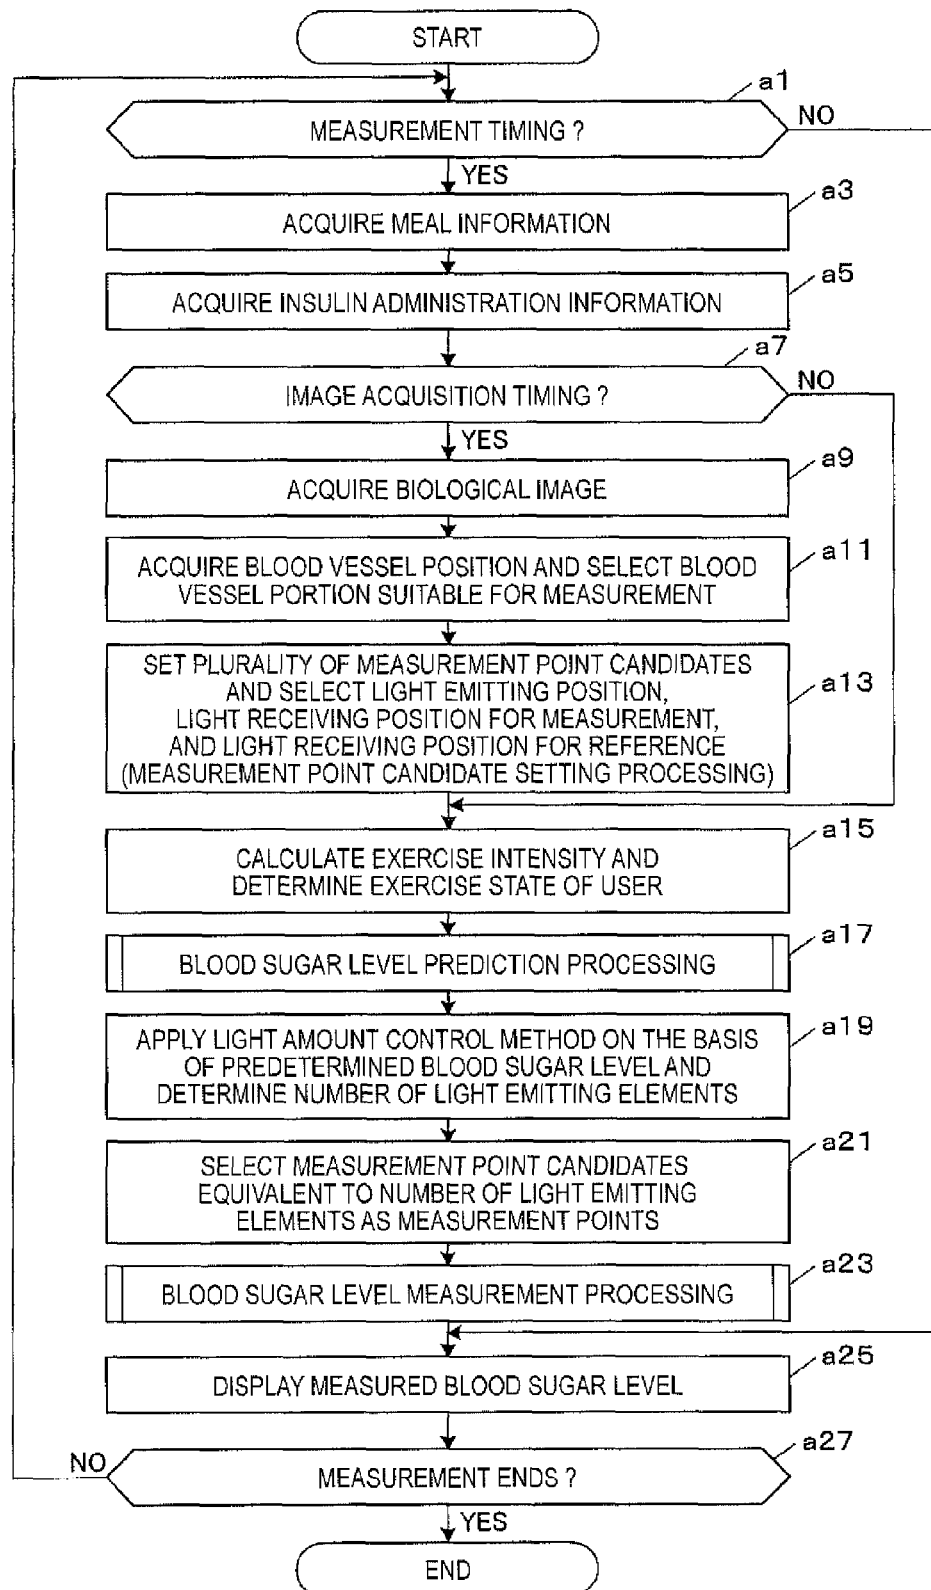 START
a1
MEASUREMENT TIMING ?
NO
YES
a3
ACQUIRE MEAL INFORMATION
a5
ACQUIRE INSULIN ADMINISTRATION INFORMATION
a7
IMAGE ACQUISITION TIMING ?
NO
YES
a9
ACQUIRE BIOLOGICAL IMAGE
a11
ACQUIRE BLOOD VESSEL POSITION AND SELECT BLOOD
VESSEL PORTION SUITABLE FOR MEASUREMENT
a13
SET PLURALITY OF MEASUREMENT POINT CANDIDATES
AND SELECT LIGHT EMITTING POSITION,
LIGHT RECEIVING POSITION FOR MEASUREMENT,
AND LIGHT RECEIVING POSITION FOR REFERENCE
(MEASUREMENT POINT CANDIDATE SETTING PROCESSING)
a15
CALCULATE EXERCISE INTENSITY AND
DETERMINE EXERCISE STATE OF USER
a17
BLOOD SUGAR LEVEL PREDICTION PROCESSING
a19
APPLY LIGHT AMOUNT CONTROL METHOD ON THE BASIS
OF PREDETERMINED BLOOD SUGAR LEVEL AND
DETERMINE NUMBER OF LIGHT EMITTING ELEMENTS
a21
SELECT MEASUREMENT POINT CANDIDATES
EQUIVALENT TO NUMBER OF LIGHT EMITTING
ELEMENTS AS MEASUREMENT POINTS
a23
BLOOD SUGAR LEVEL MEASUREMENT PROCESSING
a25
DISPLAY MEASURED BLOOD SUGAR LEVEL
a27
NO
MEASUREMENT ENDS ?
YES
END